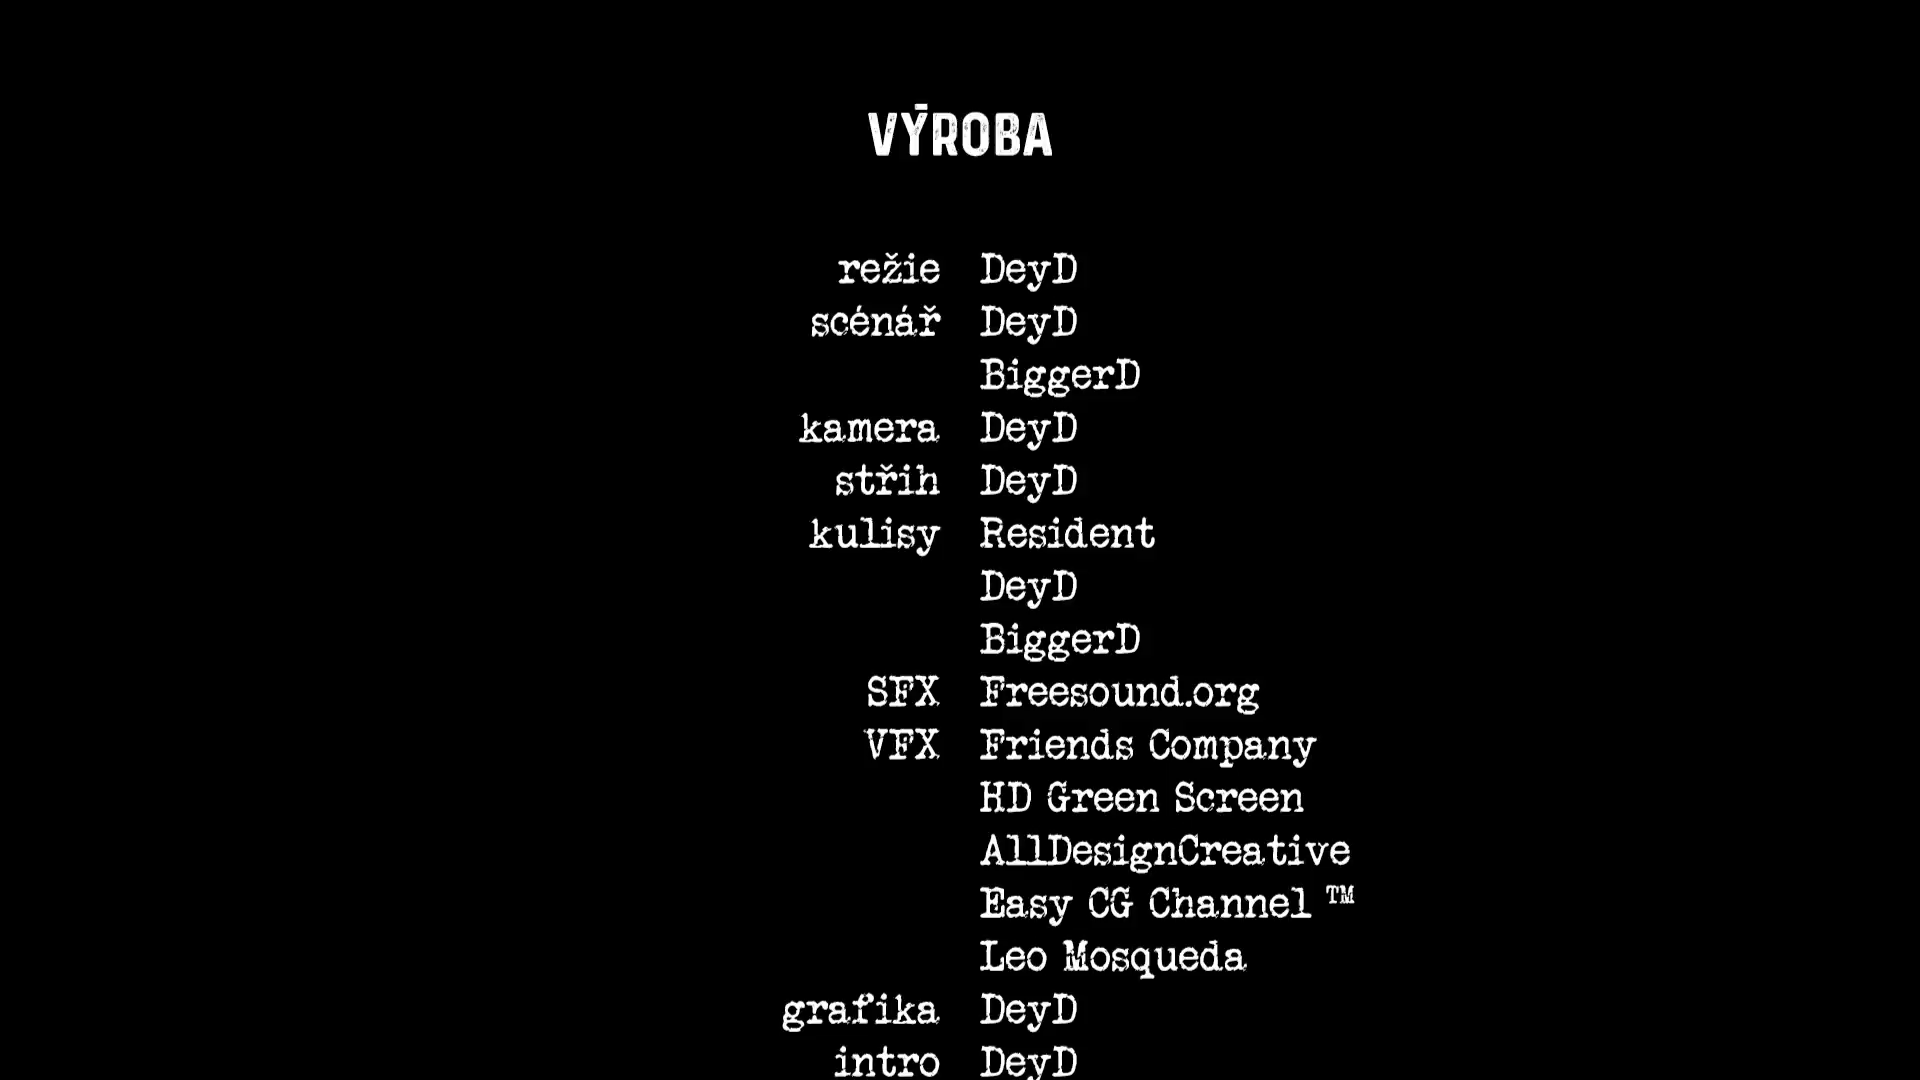 VÝROBA
režie DeyD
scénář DeyD
BiggerD
kamera DeyD
střih DeyD
kulisy Resident
DeyD
BiggerD
SFX Freesound.org
VFX Friends Company
HD Green Screen
AllDesignCreative
Easy CG Channel ™
Leo Mosqueda
grafika DeyD
intro DeyD